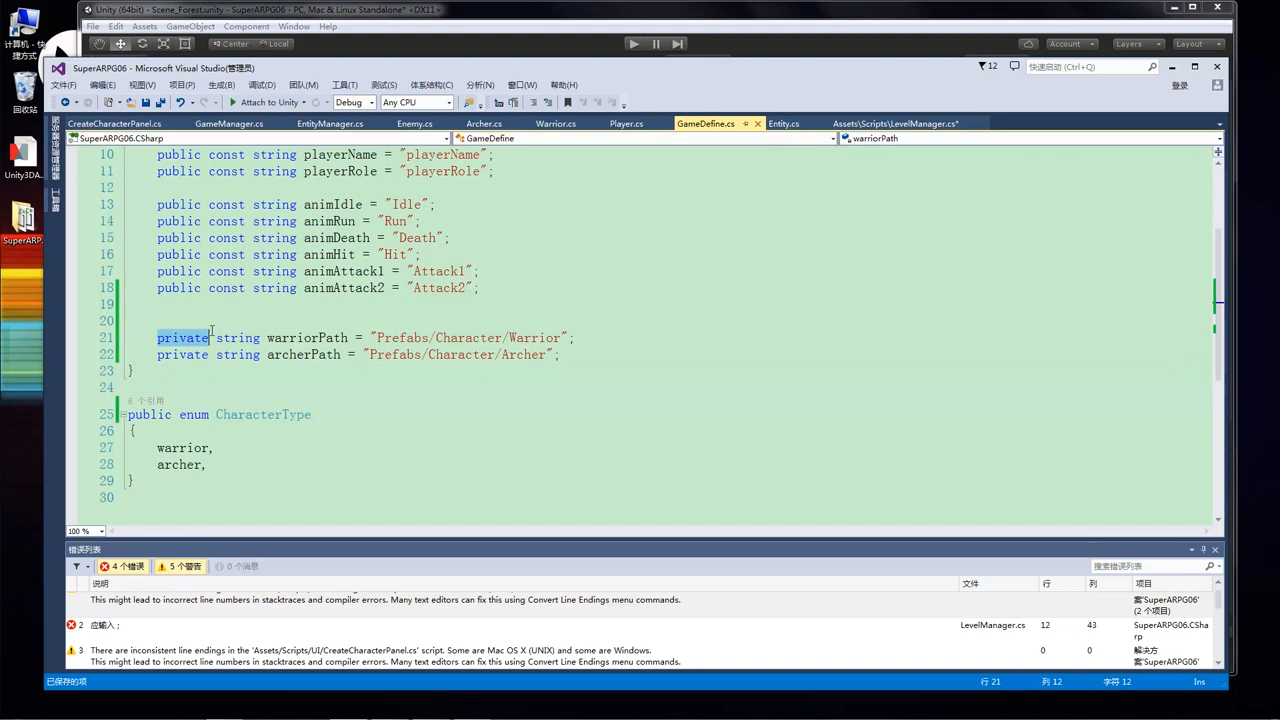 Unity (64bit) - Scene_Forest.unity - SuperARPG06 - PC, Mac & Linux Standalone* <DX11>
File Edit Assets GameObject Component Window Help
Center Local Account Layers Layout
计算机 - 快捷方式
回收站
Unity3DA...
SuperARP...
SuperARPG06 - Microsoft Visual Studio(管理员)
12 快速启动 (Ctrl+Q)
文件(F) 编辑(E) 视图(V) 项目(P) 生成(B) 调试(D) 团队(M) 工具(T) 测试(S) 体系结构(C) 分析(N) 窗口(W) 帮助(H) 登录
Attach to Unity Debug Any CPU
CreateCharacterPanel.cs GameManager.cs EntityManager.cs Enemy.cs Archer.cs Warrior.cs Player.cs GameDefine.cs Entity.cs Assets\Scripts\LevelManager.cs*
SuperARPG06.CSharp GameDefine warriorPath
服务器资源管理器
工具箱
10 public const string playerName = "playerName";
11 public const string playerRole = "playerRole";
12
13 public const string animIdle = "Idle";
14 public const string animRun = "Run";
15 public const string animDeath = "Death";
16 public const string animHit = "Hit";
17 public const string animAttack1 = "Attack1";
18 public const string animAttack2 = "Attack2";
19
20
21 private string warriorPath = "Prefabs/Character/Warrior";
22 private string archerPath = "Prefabs/Character/Archer";
23 }
24
6 个引用
25 public enum CharacterType
26 {
27 warrior,
28 archer,
29 }
30
100 %
错误列表
4 个错误 5 个警告 0 个消息 搜索错误列表
说明 文件 行 列 项目
This might lead to incorrect line numbers in stacktraces and compiler errors. Many text editors can fix this using Convert Line Endings menu commands. 案'SuperARPG06' (2 个项目)
2 应输入 ; LevelManager.cs 12 43 SuperARPG06.CSharp
3 There are inconsistent line endings in the 'Assets/Scripts/UI/CreateCharacterPanel.cs' script. Some are Mac OS X (UNIX) and some are Windows. 0 0 解决方
This might lead to incorrect line numbers in stacktraces and compiler errors. Many text editors can fix this using Convert Line Endings menu commands. 案'SuperARPG06'
已保存的项 行 21 列 12 字符 12 Ins